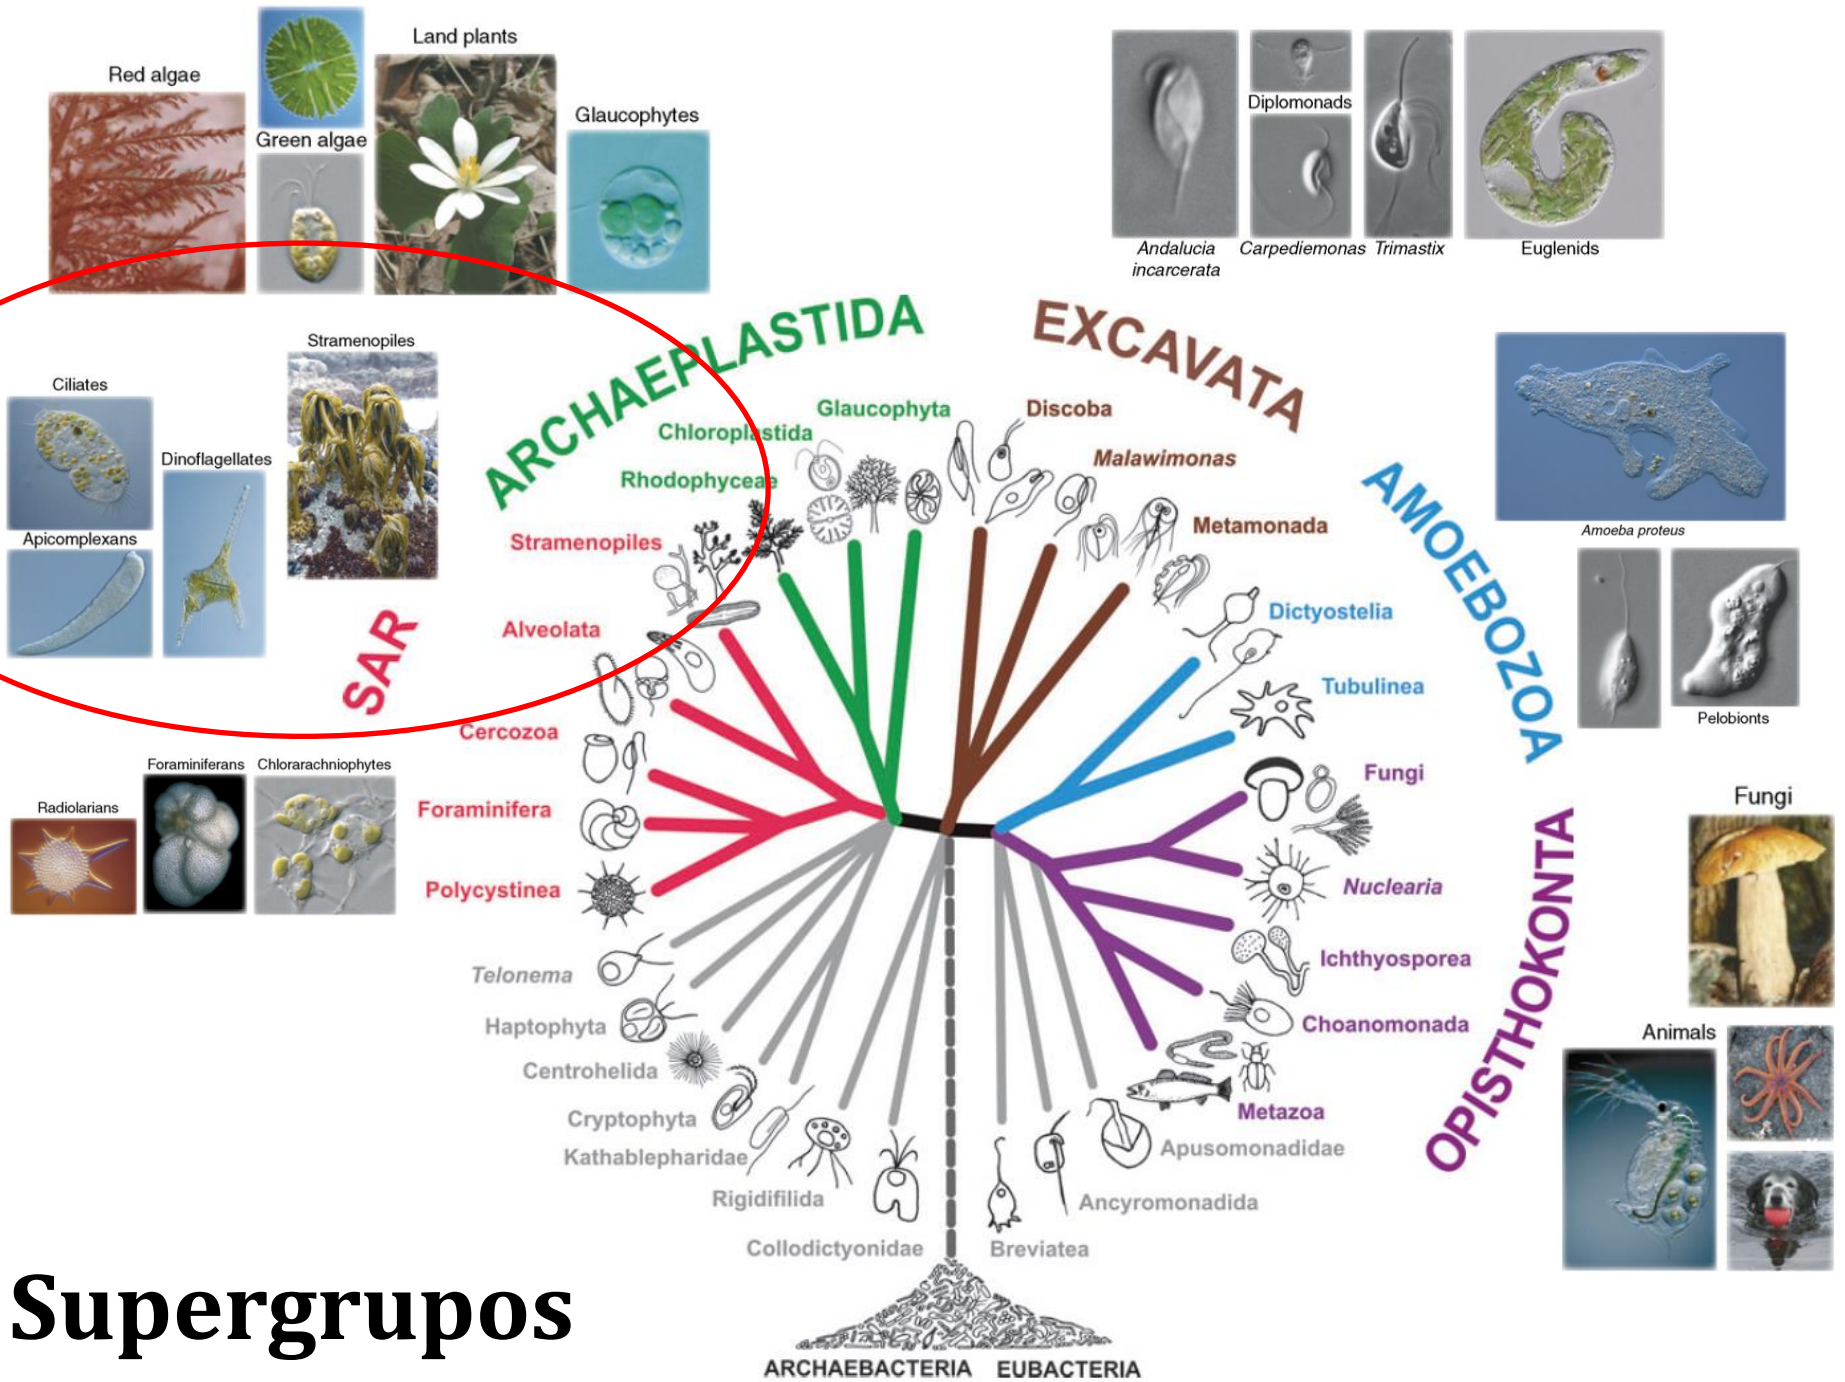 Land plants
Red algae
Green algae
Glaucophytes
Diplomonads
Andalucia
incarcerata
Carpediemonas
Trimastix
Euglenids
Stramenopiles
Ciliates
Dinoflagellates
Apicomplexans
ARCHAEPLASTIDA
EXCAVATA
AMOEBOZOA
OPISTHOKONTA
SAR
Glaucophyta
Chloroplastida
Rhodophyceae
Discoba
Malawimonas
Metamonada
Amoeba proteus
Pelobionts
Stramenopiles
Alveolata
Cercozoa
Foraminifera
Polycystinea
Dictyostelia
Tubulinea
Fungi
Nuclearia
Ichthyosporea
Choanomonada
Metazoa
Foraminiferans
Chlorarachniophytes
Radiolarians
Fungi
Animals
Telonema
Haptophyta
Centrohelida
Cryptophyta
Kathablepharidae
Rigidifilida
Collodictyonidae
Breviatea
Ancyromonadida
Apusomonadidae
Supergrupos
ARCHAEBACTERIA EUBACTERIA